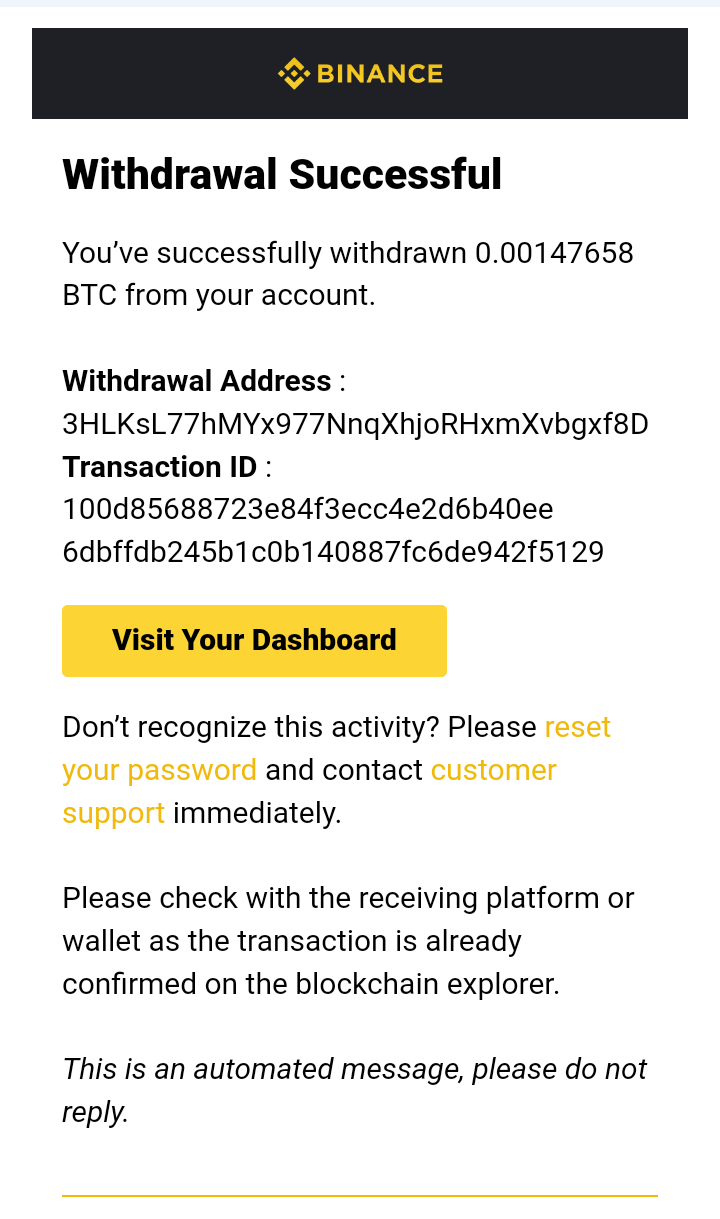 BINANCE
Withdrawal Successful
You’ve successfully withdrawn 0.00147658
BTC from your account.
Withdrawal Address :
3HLKsL77hMYx977NnqXhjoRHxmXvbgxf8D
Transaction ID :
100d85688723e84f3ecc4e2d6b40ee
6dbffdb245b1c0b140887fc6de942f5129
Visit Your Dashboard
Don’t recognize this activity? Please reset
your password and contact customer
support immediately.
Please check with the receiving platform or
wallet as the transaction is already
confirmed on the blockchain explorer.
This is an automated message, please do not
reply.